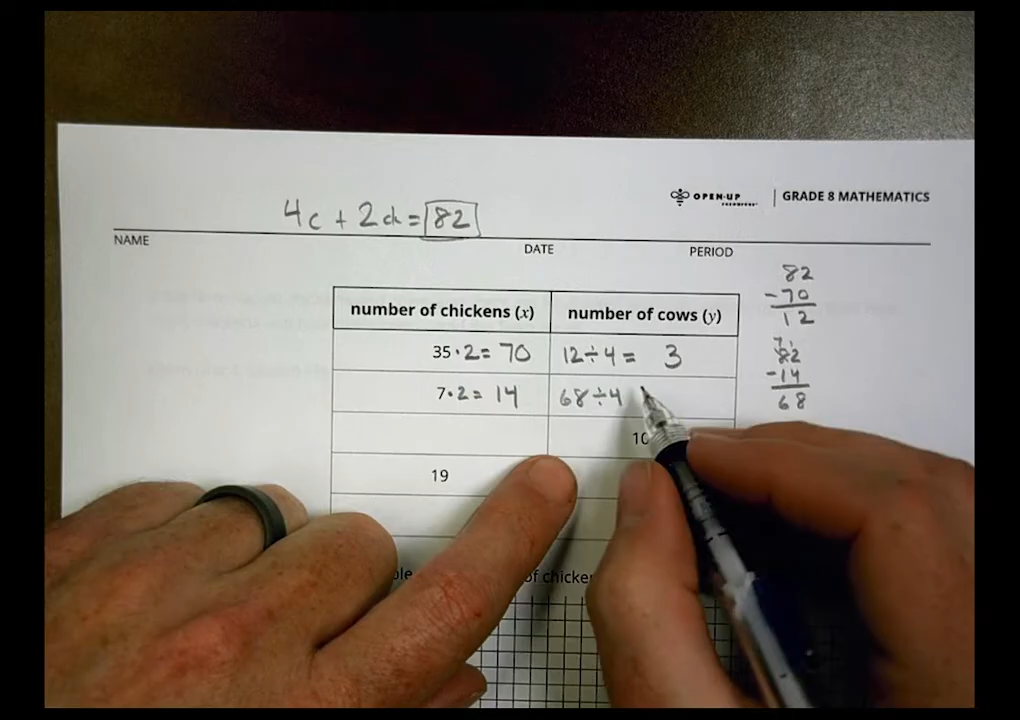 4c + 2ch = 82
OPEN-UP | GRADE 8 MATHEMATICS
NAME DATE PERIOD
82
-70
12
number of chickens (x) number of cows (y)
35 · 2 = 70 12 ÷ 4 = 3
82
-14
68
7 · 2 = 14 68 ÷ 4
10
19
of